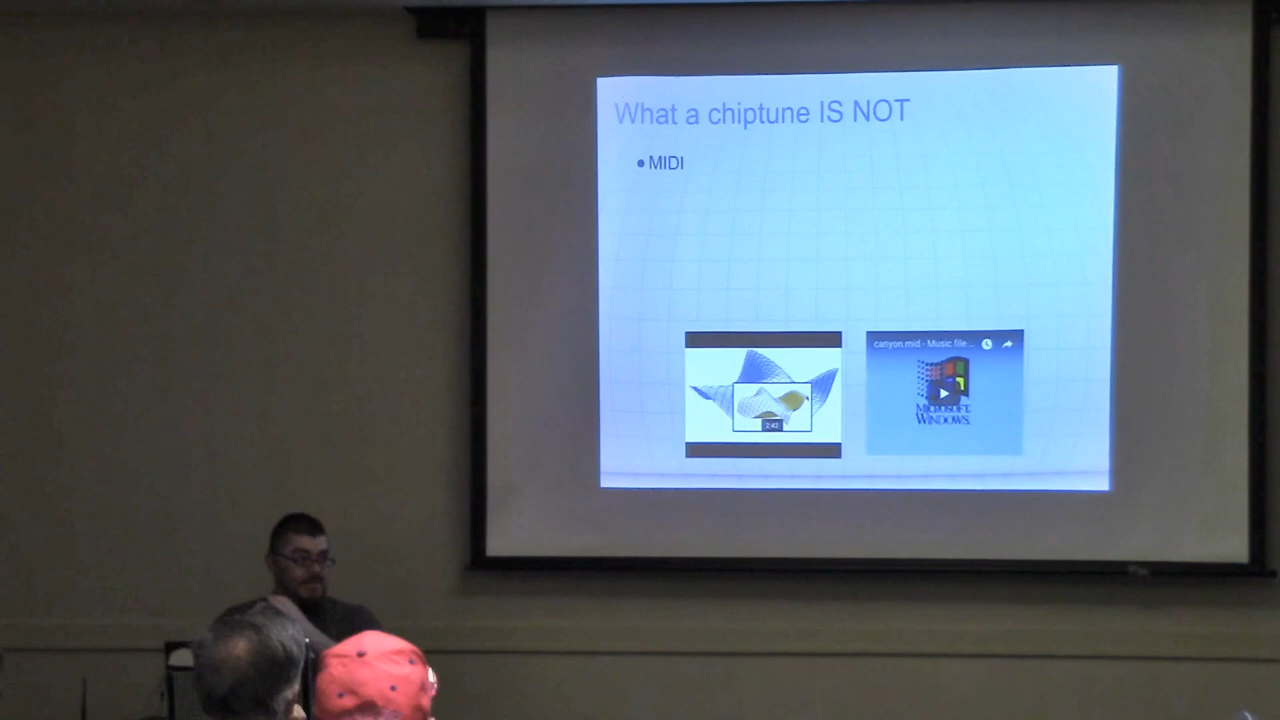 What a chiptune IS NOT
• MIDI
canyon.mid - Music file...
2:42
MICROSOFT
WINDOWS.